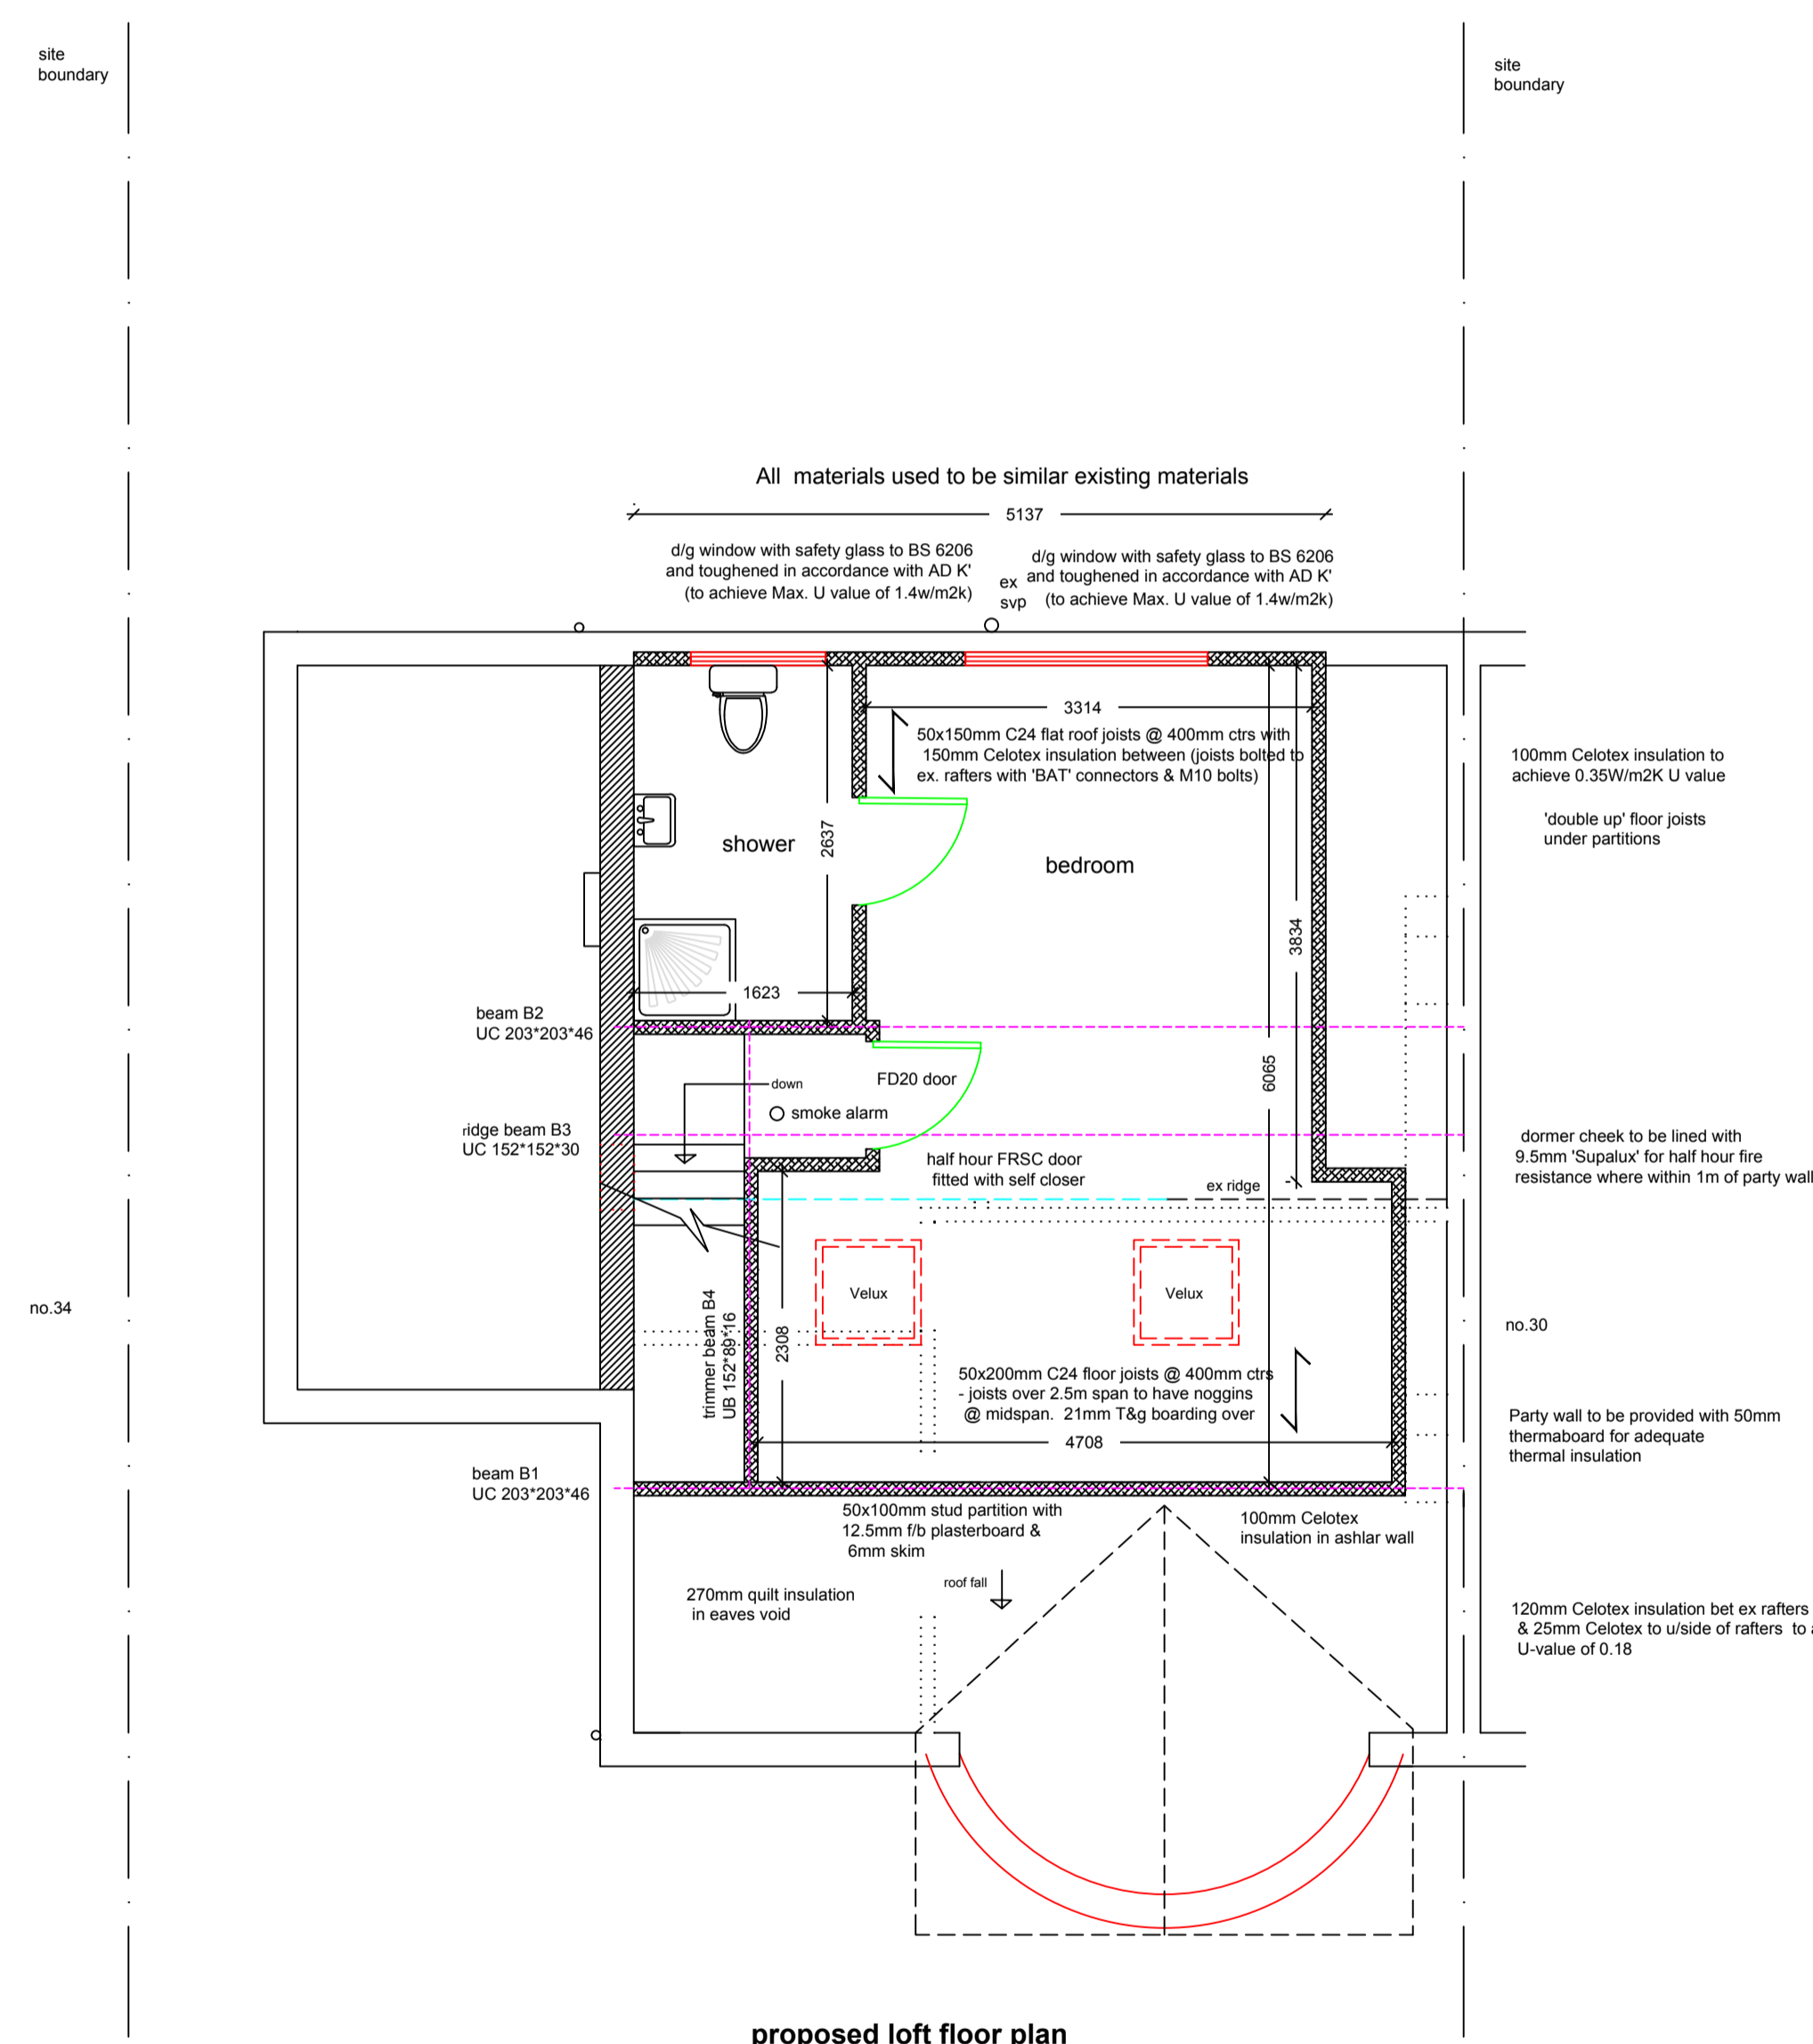 site
boundary
site
boundary
All materials used to be similar existing materials
5137
d/g window with safety glass to BS 6206
and toughened in accordance with AD K'
(to achieve Max. U value of 1.4w/m2k)
ex
svp
d/g window with safety glass to BS 6206
and toughened in accordance with AD K'
(to achieve Max. U value of 1.4w/m2k)
3314
50x150mm C24 flat roof joists @ 400mm ctrs with
150mm Celotex insulation between (joists bolted to
ex. rafters with 'BAT' connectors & M10 bolts)
100mm Celotex insulation to
achieve 0.35W/m2K U value
'double up' floor joists
under partitions
shower
2637
bedroom
3834
1623
beam B2
UC 203*203*46
6065
down
FD20 door
smoke alarm
ridge beam B3
UC 152*152*30
half hour FRSC door
fitted with self closer
ex ridge
dormer cheek to be lined with
9.5mm 'Supalux' for half hour fire
resistance where within 1m of party wall
no.34
Velux
Velux
no.30
trimmer beam B4
UB 152*89*16
2308
50x200mm C24 floor joists @ 400mm ctrs
- joists over 2.5m span to have noggins
@ midspan. 21mm T&g boarding over
4708
Party wall to be provided with 50mm
thermaboard for adequate
thermal insulation
beam B1
UC 203*203*46
50x100mm stud partition with
12.5mm f/b plasterboard &
6mm skim
100mm Celotex
insulation in ashlar wall
roof fall
270mm quilt insulation
in eaves void
120mm Celotex insulation bet ex rafters
& 25mm Celotex to u/side of rafters to
U-value of 0.18
proposed loft floor plan